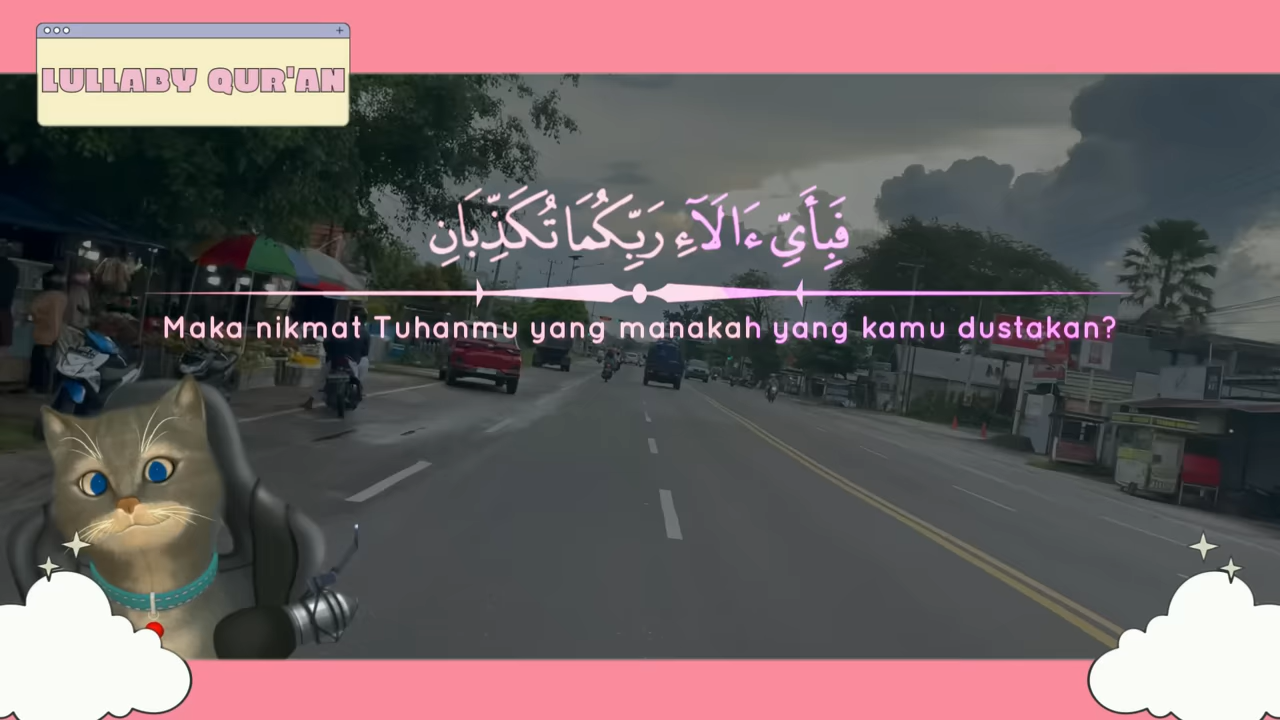 LULLABY QUR'AN
فَبِأَيِّ ءَالَآءِ رَبِّكُمَا تُكَذِّبَانِ
Maka nikmat Tuhanmu yang manakah yang kamu dustakan?